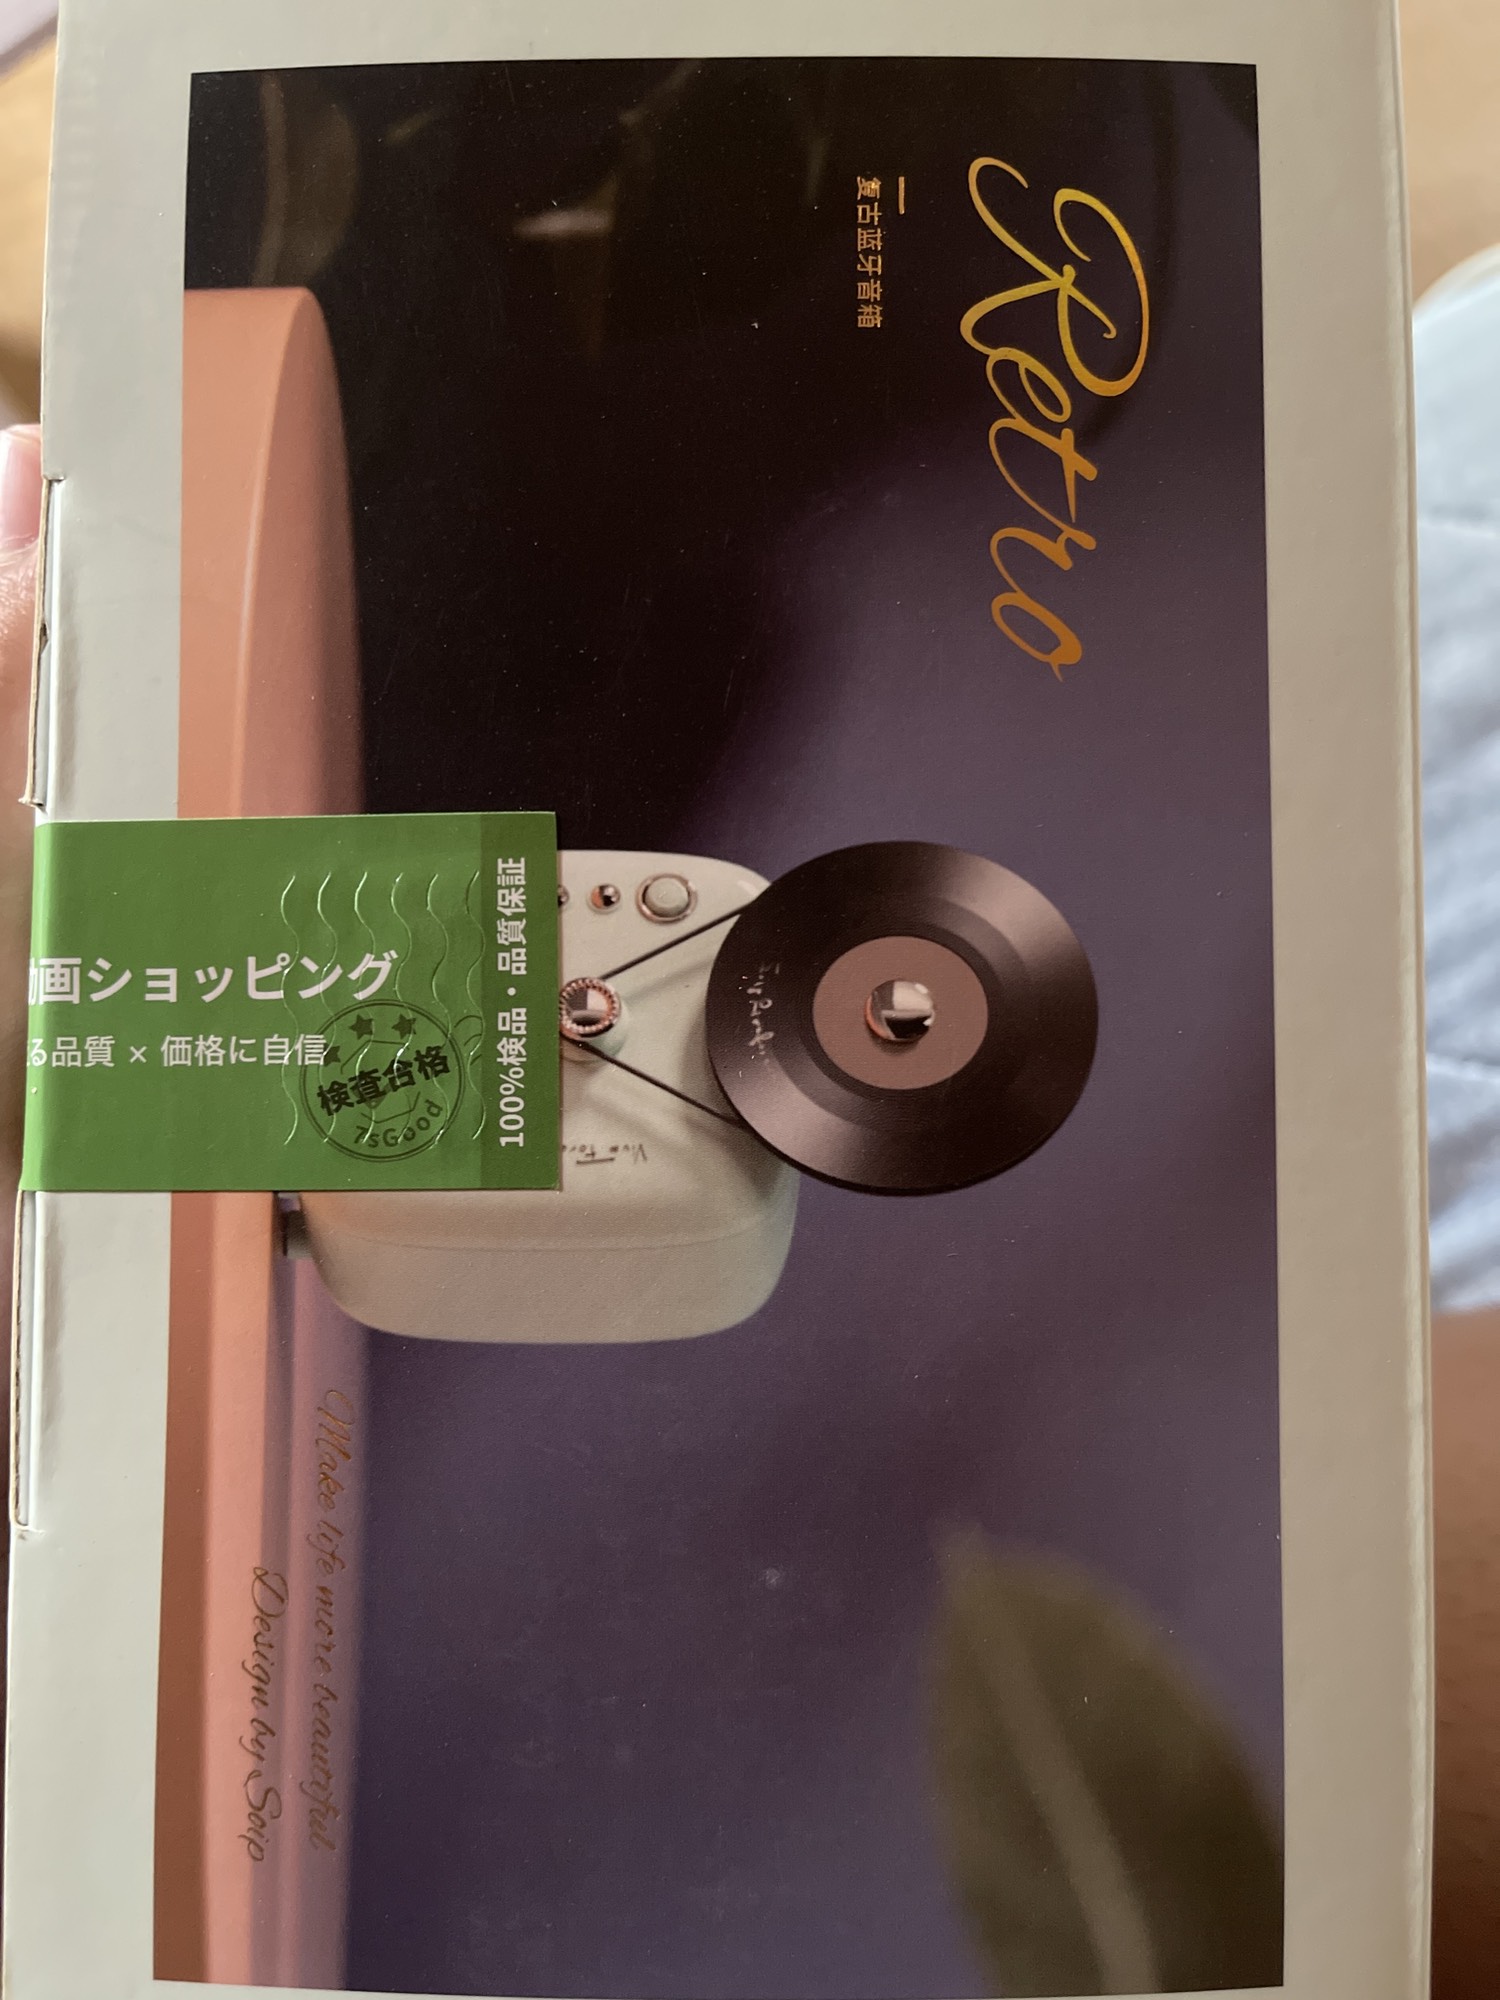 Retro
复古蓝牙音箱
100%検品・品質保証
画ショッピング
る品質 × 価格に自信
検査合格
7sGood
Make life more beautiful
Design by Soip